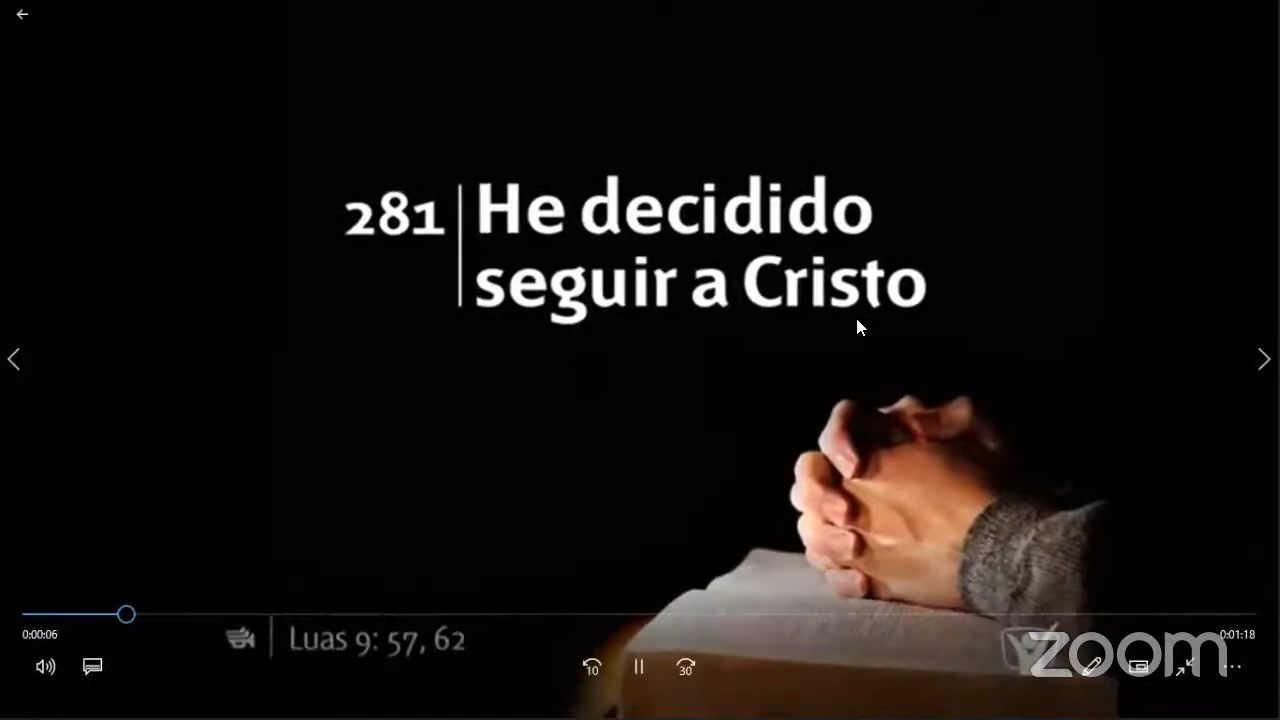 281
He decidido
seguir a Cristo
0:00:06
Luas 9: 57, 62
0:01:18
10
30
zoom